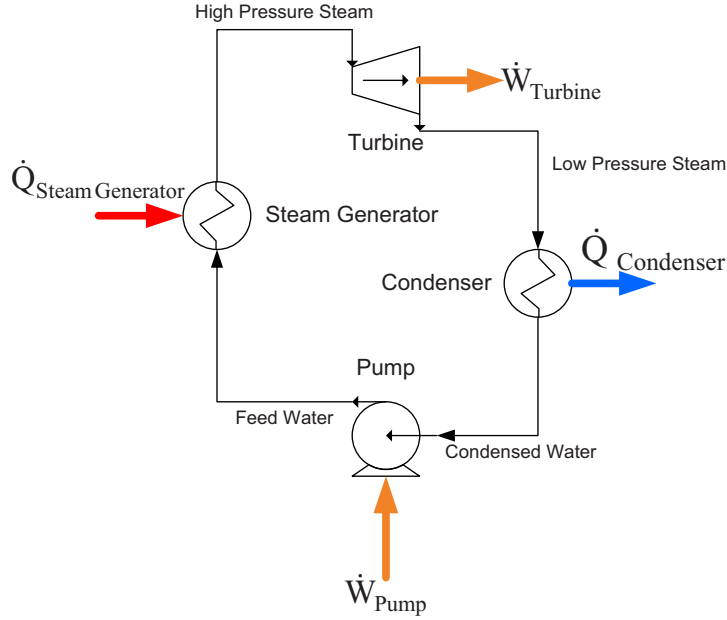 High Pressure Steam
Ẇ Turbine
Turbine
Low Pressure Steam
Q̇ Steam Generator
Steam Generator
Q̇ Condenser
Condenser
Pump
Feed Water
Condensed Water
Ẇ Pump